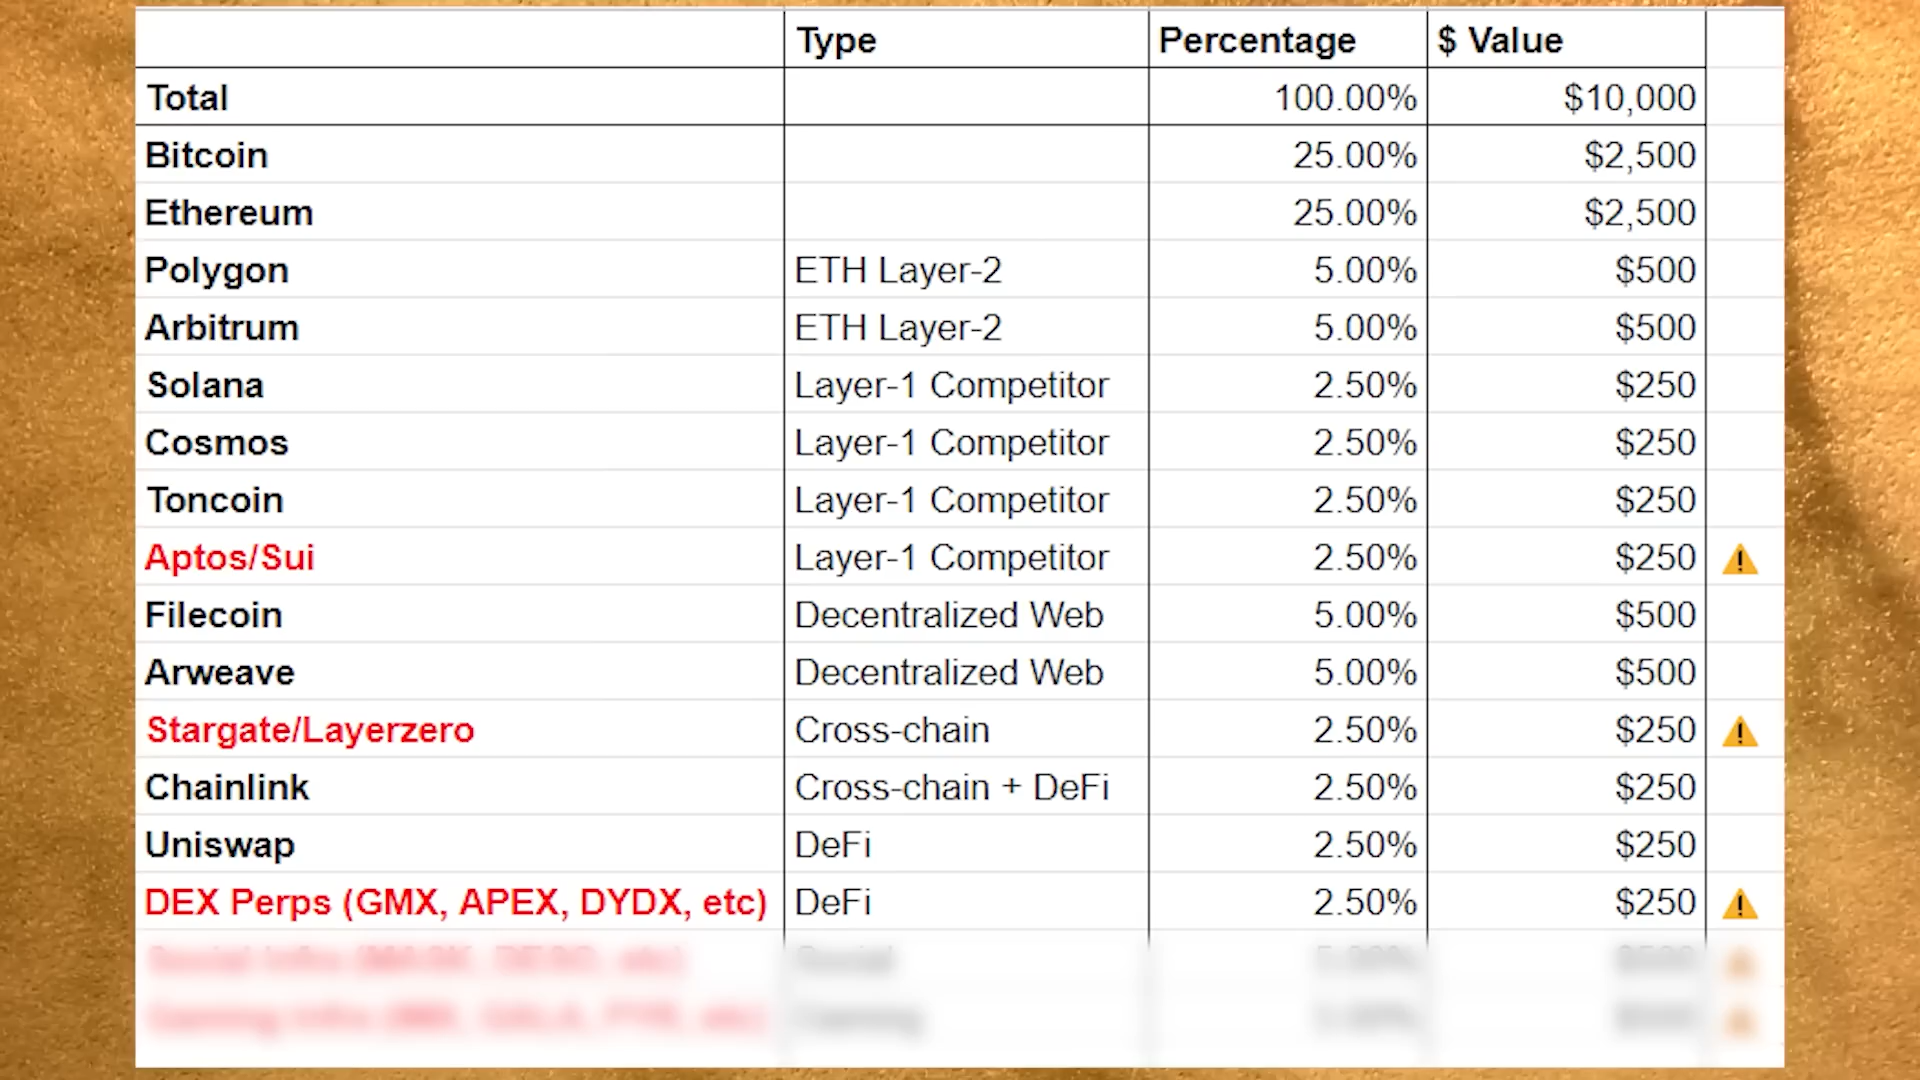 Type Percentage $ Value
Total 100.00% $10,000
Bitcoin 25.00% $2,500
Ethereum 25.00% $2,500
Polygon ETH Layer-2 5.00% $500
Arbitrum ETH Layer-2 5.00% $500
Solana Layer-1 Competitor 2.50% $250
Cosmos Layer-1 Competitor 2.50% $250
Toncoin Layer-1 Competitor 2.50% $250
Aptos/Sui Layer-1 Competitor 2.50% $250
Filecoin Decentralized Web 5.00% $500
Arweave Decentralized Web 5.00% $500
Stargate/Layerzero Cross-chain 2.50% $250
Chainlink Cross-chain + DeFi 2.50% $250
Uniswap DeFi 2.50% $250
DEX Perps (GMX, APEX, DYDX, etc) DeFi 2.50% $250